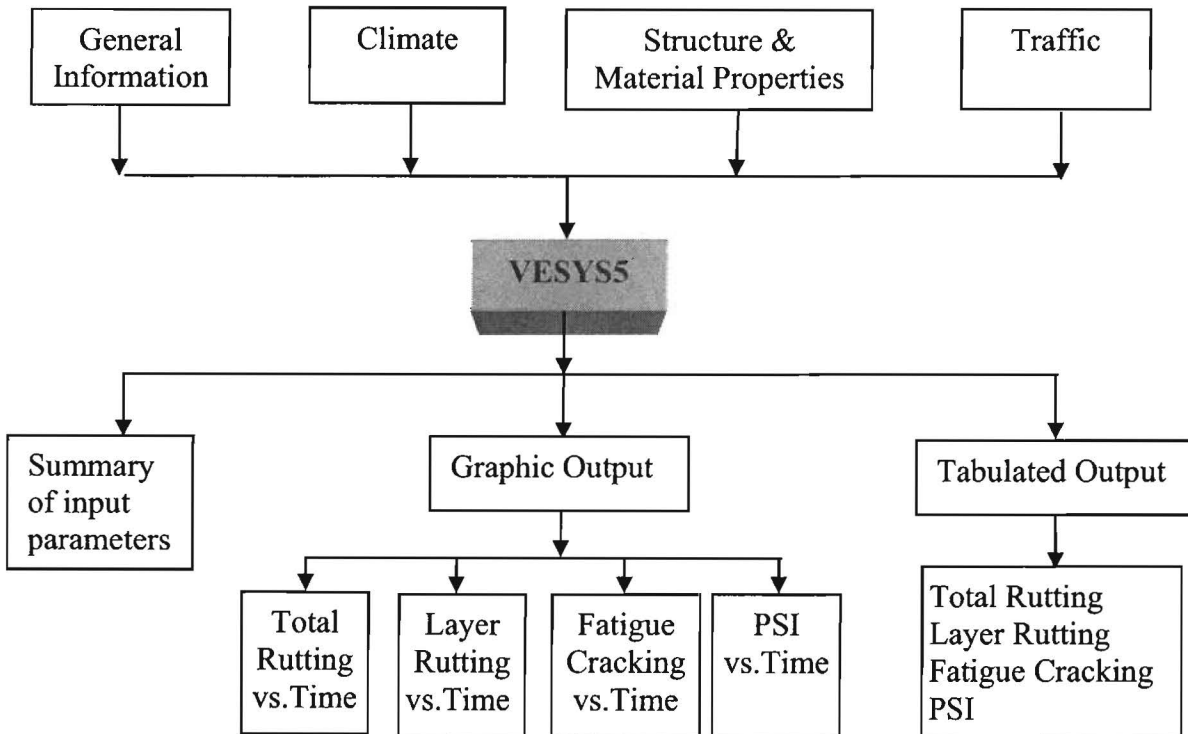 General
Information
Climate
Structure &
Material Properties
Traffic
VESYS5
Summary
of input
parameters
Graphic Output
Tabulated Output
Total
Rutting
vs.Time
Layer
Rutting
vs.Time
Fatigue
Cracking
vs.Time
PSI
vs.Time
Total Rutting
Layer Rutting
Fatigue Cracking
PSI